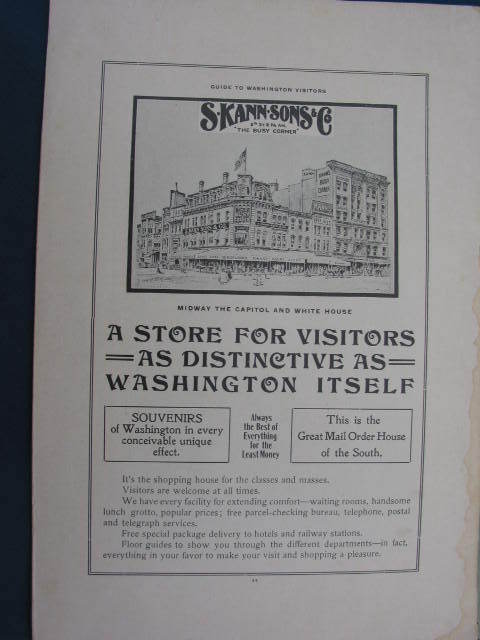 GUIDE TO WASHINGTON VISITORS
S. KANN SONS & Co
8th ST & PA. AVE.
"THE BUSY CORNER"
MIDWAY THE CAPITOL AND WHITE HOUSE
A STORE FOR VISITORS
AS DISTINCTIVE AS
WASHINGTON ITSELF
SOUVENIRS
of Washington in every
conceivable unique
effect.
Always
the Best of
Everything
for the
Least Money
This is the
Great Mail Order House
of the South.
It's the shopping house for the classes and masses.
Visitors are welcome at all times.
We have every facility for extending comfort—waiting rooms, handsome
lunch grotto, popular prices; free parcel-checking bureau, telephone, postal
and telegraph services.
Free special package delivery to hotels and railway stations.
Floor guides to show you through the different departments—in fact,
everything in your favor to make your visit and shopping a pleasure.